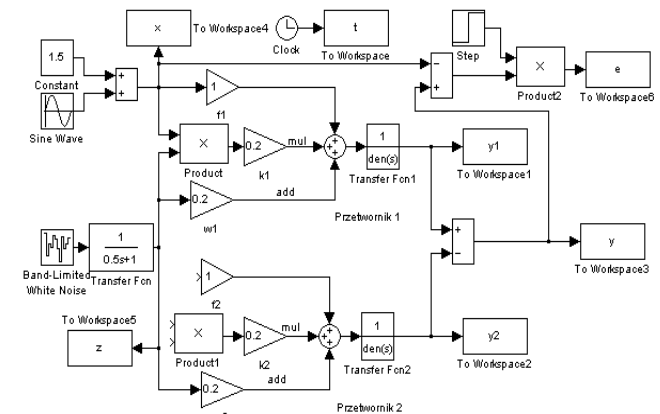 x
To Workspace4
Clock
t
To Workspace
1.5
Constant
+
+
Sine Wave
1
f1
−
+
Step
×
Product2
e
To Workspace6
×
Product
0.2
k1
mul
+
+
+
1
den(s)
Transfer Fcn1
y1
To Workspace1
0.2
w1
add
Przetwornik 1
Band-Limited
White Noise
1
0.5s+1
Transfer Fcn
+
−
y
To Workspace3
1
f2
To Workspace5
z
×
Product1
0.2
k2
mul
+
+
+
1
den(s)
Transfer Fcn2
y2
To Workspace2
0.2
add
Przetwornik 2